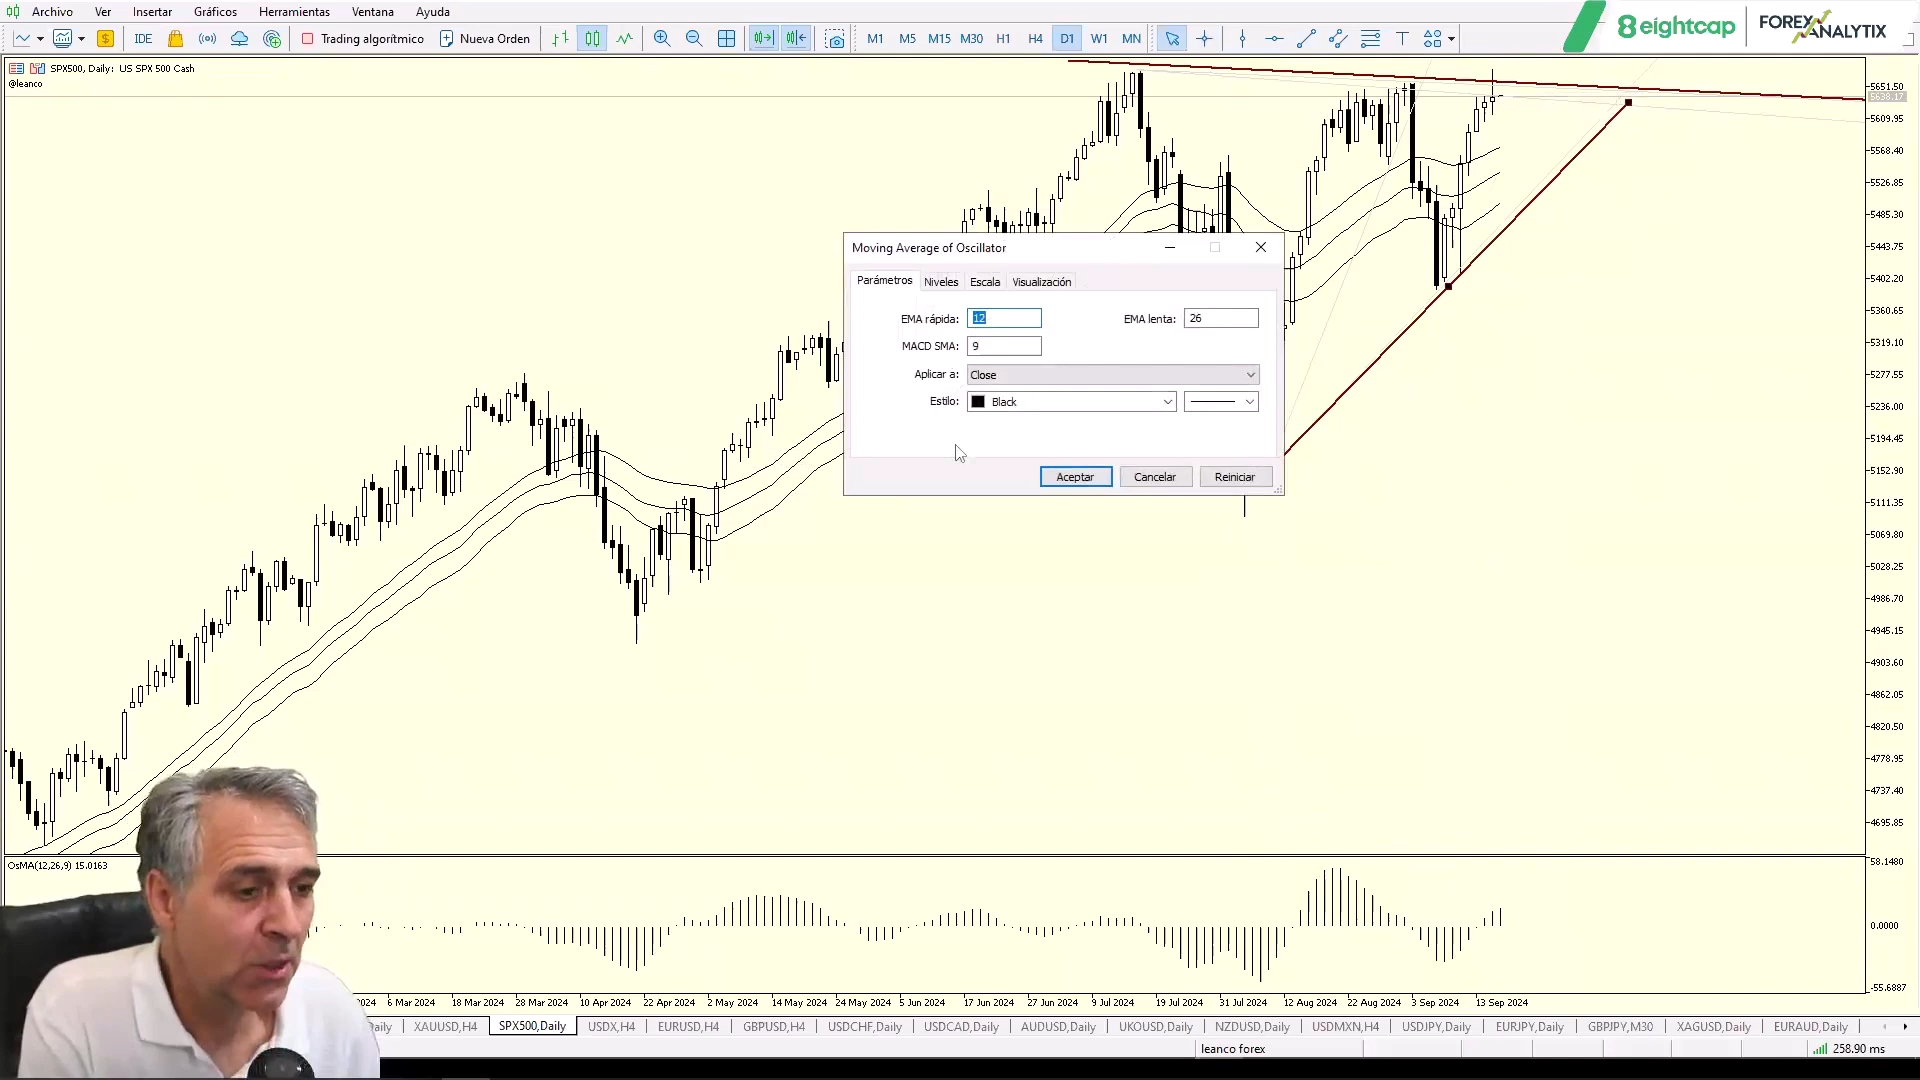 Archivo Ver Insertar Gráficos Herramientas Ventana Ayuda
IDE $ Trading algorítmico Nueva Orden M1 M5 M15 M30 H1 H4 D1 W1 MN T
8eightcap FOREX ANALYTIX
SPX500, Daily: US SPX 500 Cash
@leanco
5651.50
5638.17
5609.95
5568.40
5526.85
5485.30
5443.75
5402.20
5360.65
5319.10
5277.55
5236.00
5194.45
5152.90
5111.35
5069.80
5028.25
4986.70
4945.15
4903.60
4862.05
4820.50
4778.95
4737.40
4695.85
Moving Average of Oscillator
Parámetros Niveles Escala Visualización
EMA rápida: 12 EMA lenta: 26
MACD SMA: 9
Aplicar a: Close
Estilo: Black
Aceptar Cancelar Reiniciar
OsMA(12,26,9) 15.0163
58.1480
0.0000
-55.6887
2024 6 Mar 2024 18 Mar 2024 28 Mar 2024 10 Apr 2024 22 Apr 2024 2 May 2024 14 May 2024 24 May 2024 5 Jun 2024 17 Jun 2024 27 Jun 2024 9 Jul 2024 19 Jul 2024 31 Jul 2024 12 Aug 2024 22 Aug 2024 3 Sep 2024 13 Sep 2024
Daily XAUUSD,H4 SPX500,Daily USDX,H4 EURUSD,H4 GBPUSD,H4 USDCHF,Daily USDCAD,Daily AUDUSD,Daily UKOUSD,Daily NZDUSD,Daily USDMXN,H4 USDJPY,Daily EURJPY,Daily GBPJPY,M30 XAGUSD,Daily EURAUD,Daily
leanco forex 258.90 ms